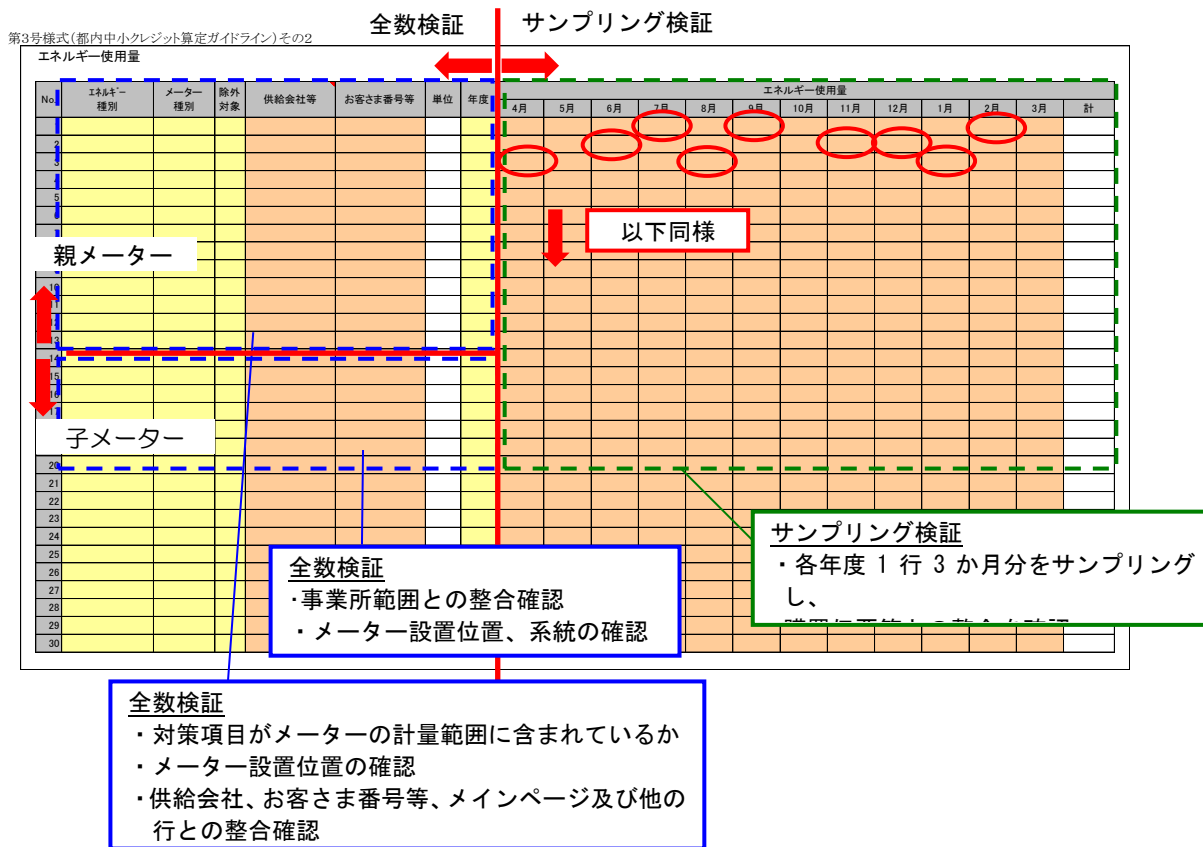 全数検証
サンプリング検証
第3号様式(都内中小クレジット算定ガイドライン)その2
エネルギー使用量
No.
エネルギー
種別
メーター
種別
除外
対象
供給会社等
お客さま番号等
単位
年度
エネルギー使用量
4月
5月
6月
7月
8月
9月
10月
11月
12月
1月
2月
3月
計
2
3
5
以下同様
親メーター
10
11
13
14
15
16
17
子メーター
20
21
22
23
24
25
26
27
28
29
30
サンプリング検証
・各年度 1 行 3 か月分をサンプリング
し、
全数検証
・事業所範囲との整合確認
・メーター設置位置、系統の確認
全数検証
・対策項目がメーターの計量範囲に含まれているか
・メーター設置位置の確認
・供給会社、お客さま番号等、メインページ及び他の
行との整合確認